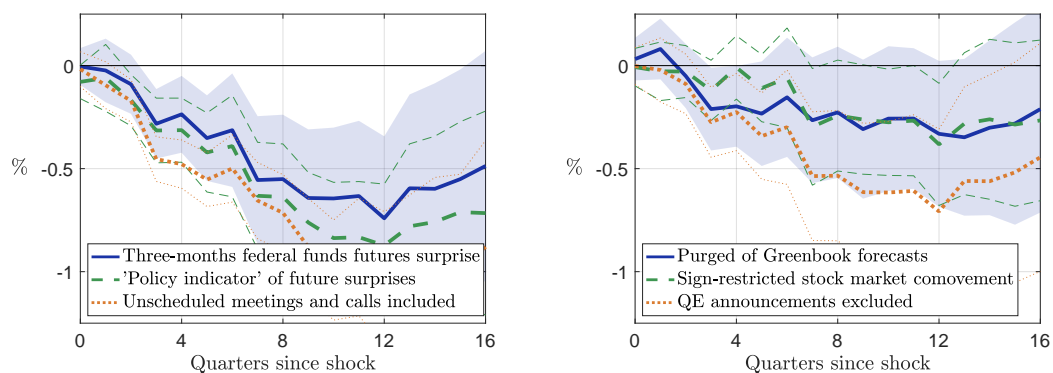 0
-0.5
-1
%
Three-months federal funds futures surprise
'Policy indicator' of future surprises
Unscheduled meetings and calls included
0 4 8 12 16
Quarters since shock
0
-0.5
-1
%
Purged of Greenbook forecasts
Sign-restricted stock market comovement
QE announcements excluded
0 4 8 12 16
Quarters since shock